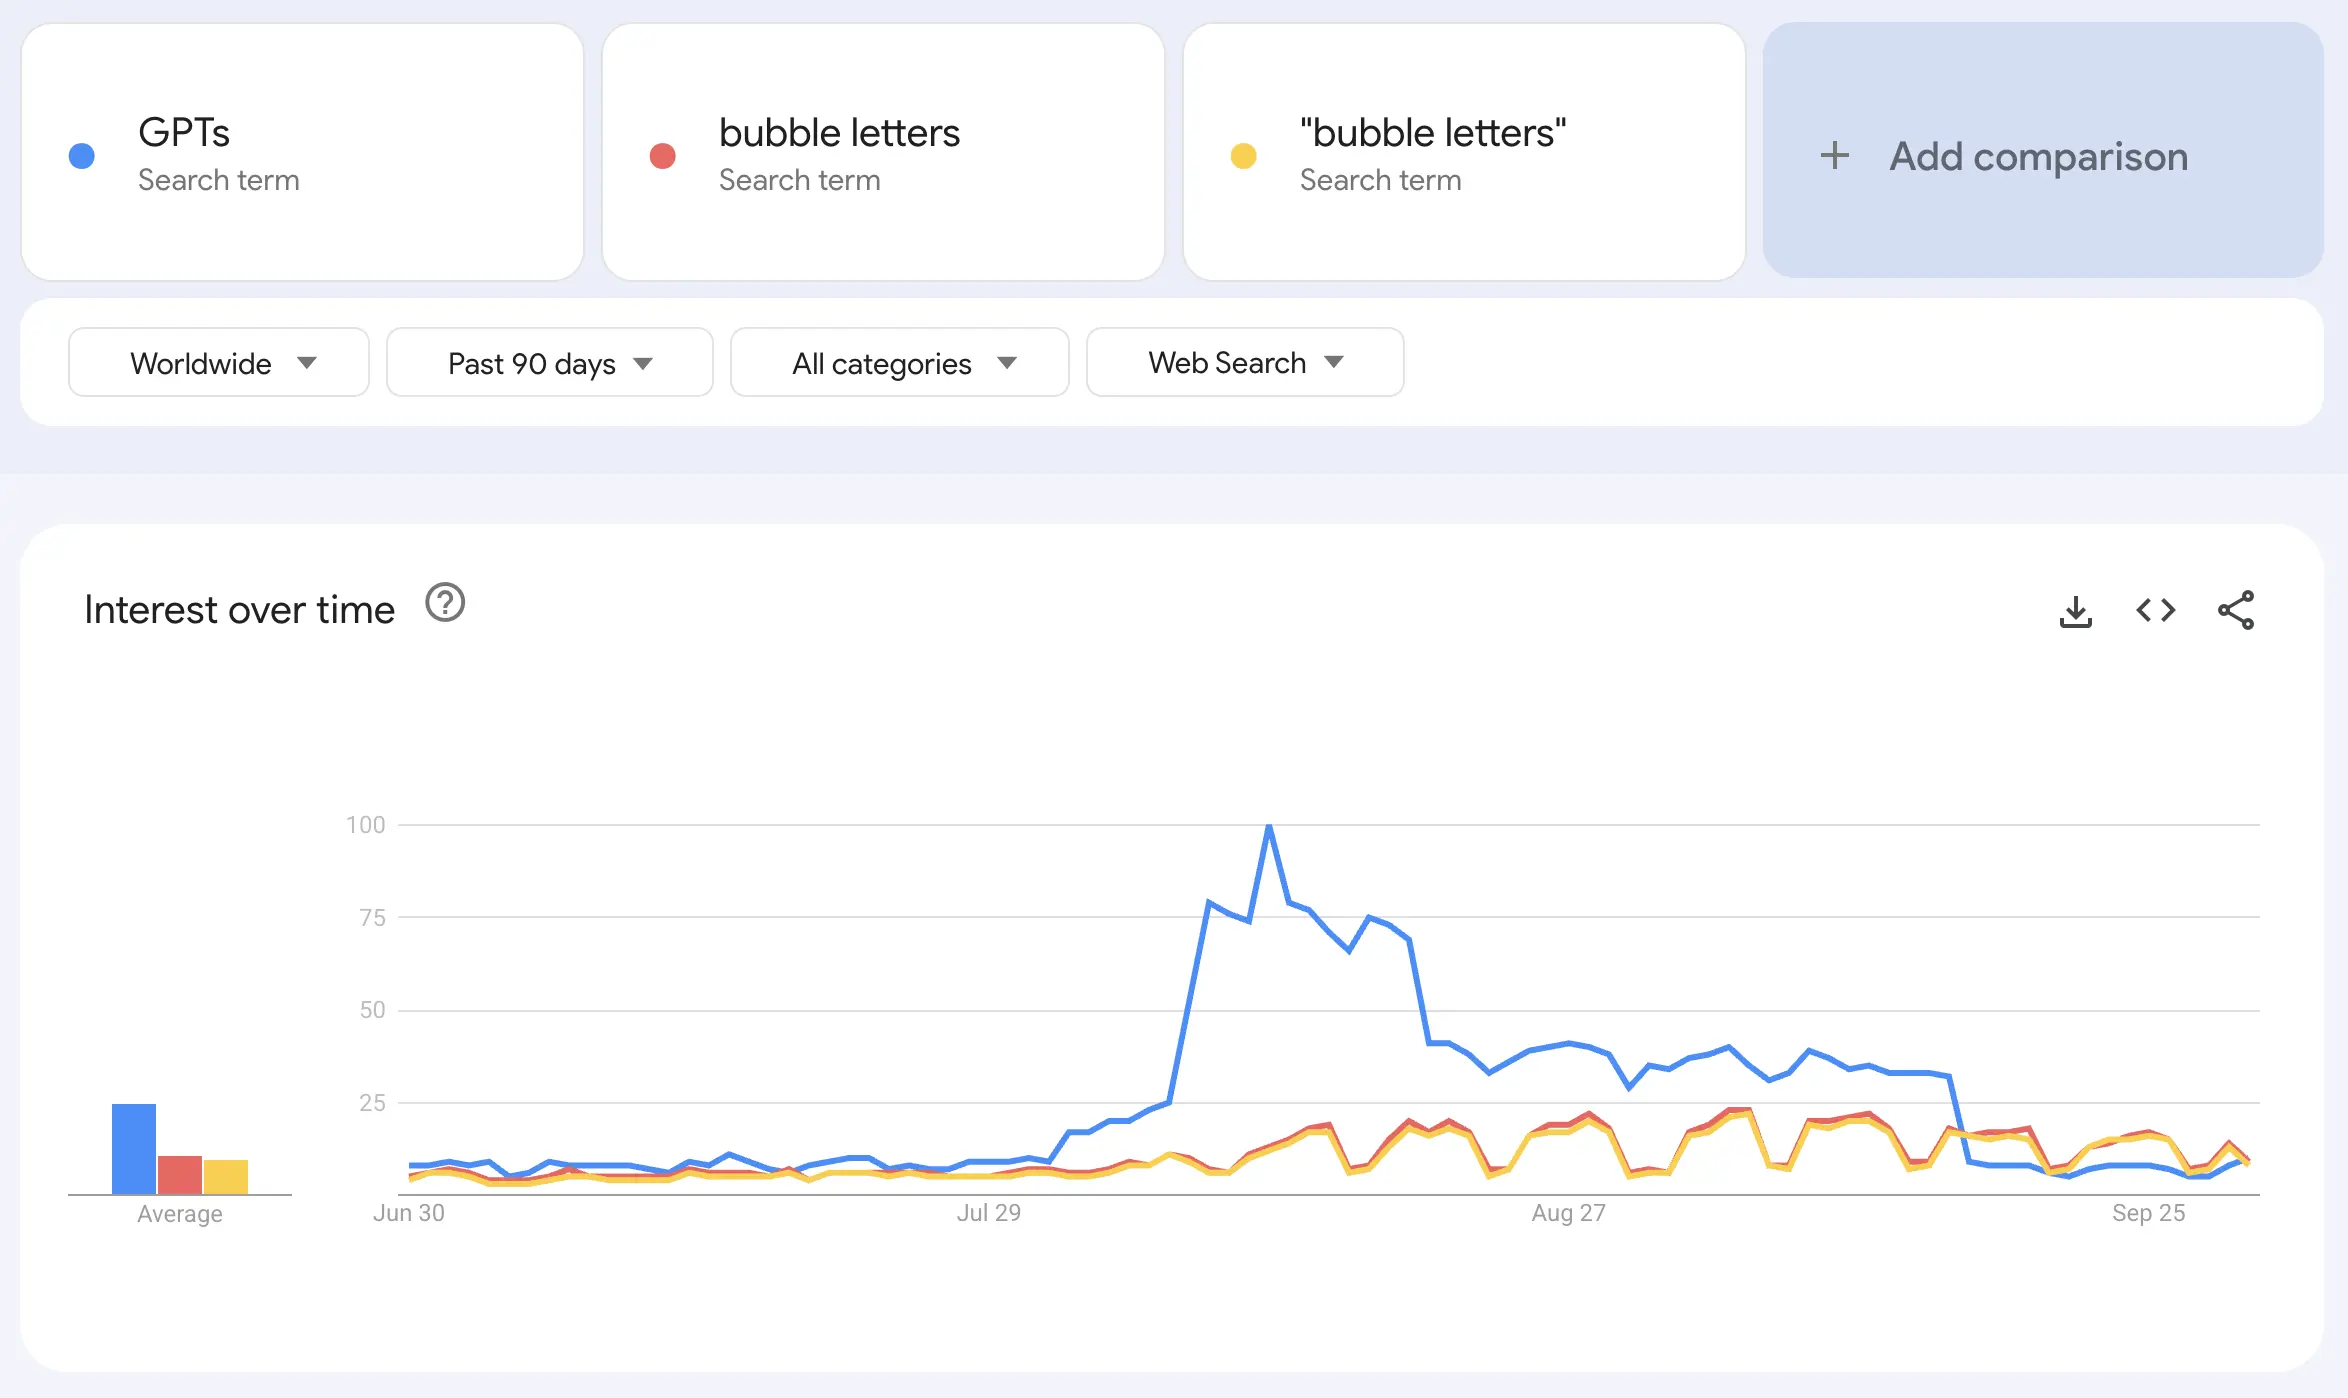 GPTs
Search term
bubble letters
Search term
"bubble letters"
Search term
+ Add comparison
Worldwide
Past 90 days
All categories
Web Search
Interest over time
100
75
50
25
Average
Jun 30
Jul 29
Aug 27
Sep 25